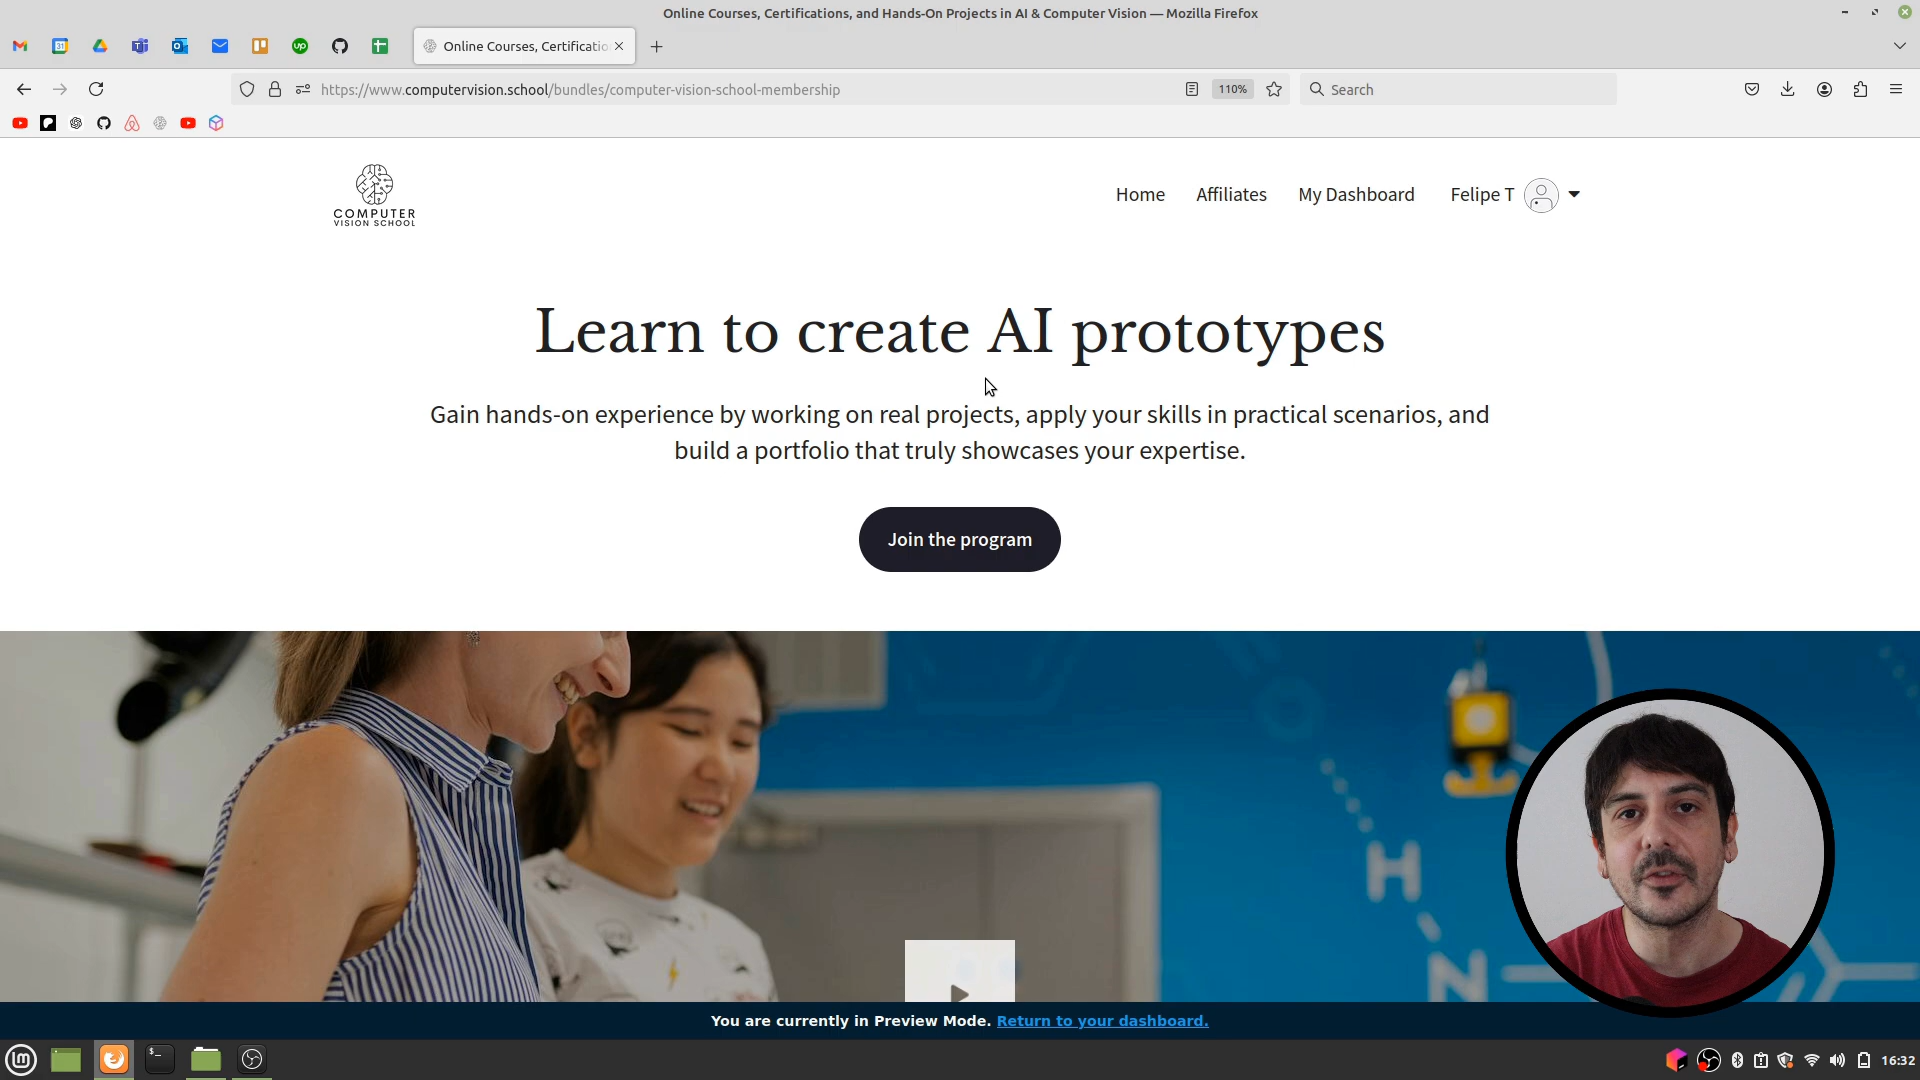 Online Courses, Certifications, and Hands-On Projects in AI & Computer Vision — Mozilla Firefox
31
up
Online Courses, Certificatio
https://www.computervision.school/bundles/computer-vision-school-membership
110%
Search
COMPUTER
VISION SCHOOL
Home
Affiliates
My Dashboard
Felipe T
Learn to create AI prototypes
Gain hands-on experience by working on real projects, apply your skills in practical scenarios, and
build a portfolio that truly showcases your expertise.
Join the program
H
N
You are currently in Preview Mode. Return to your dashboard.
$_
16:32